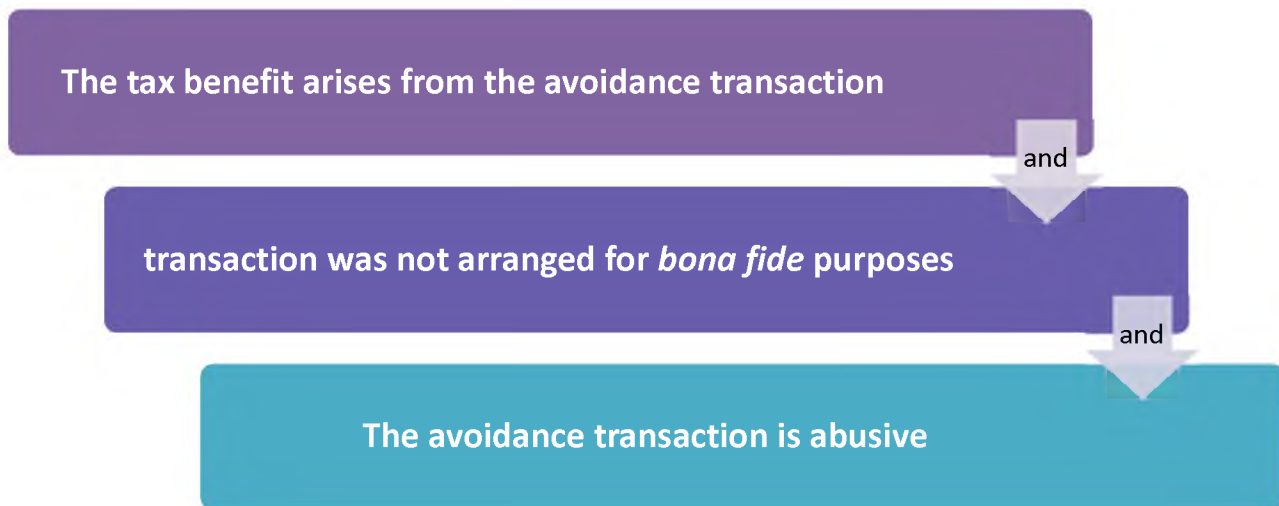 The tax benefit arises from the avoidance transaction
and
transaction was not arranged for bona fide purposes
and
The avoidance transaction is abusive